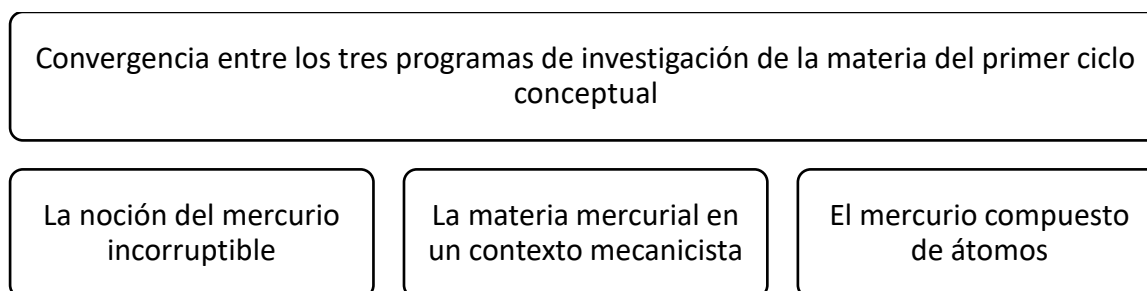 Convergencia entre los tres programas de investigación de la materia del primer ciclo
conceptual
La noción del mercurio
incorruptible
La materia mercurial en
un contexto mecanicista
El mercurio compuesto
de átomos